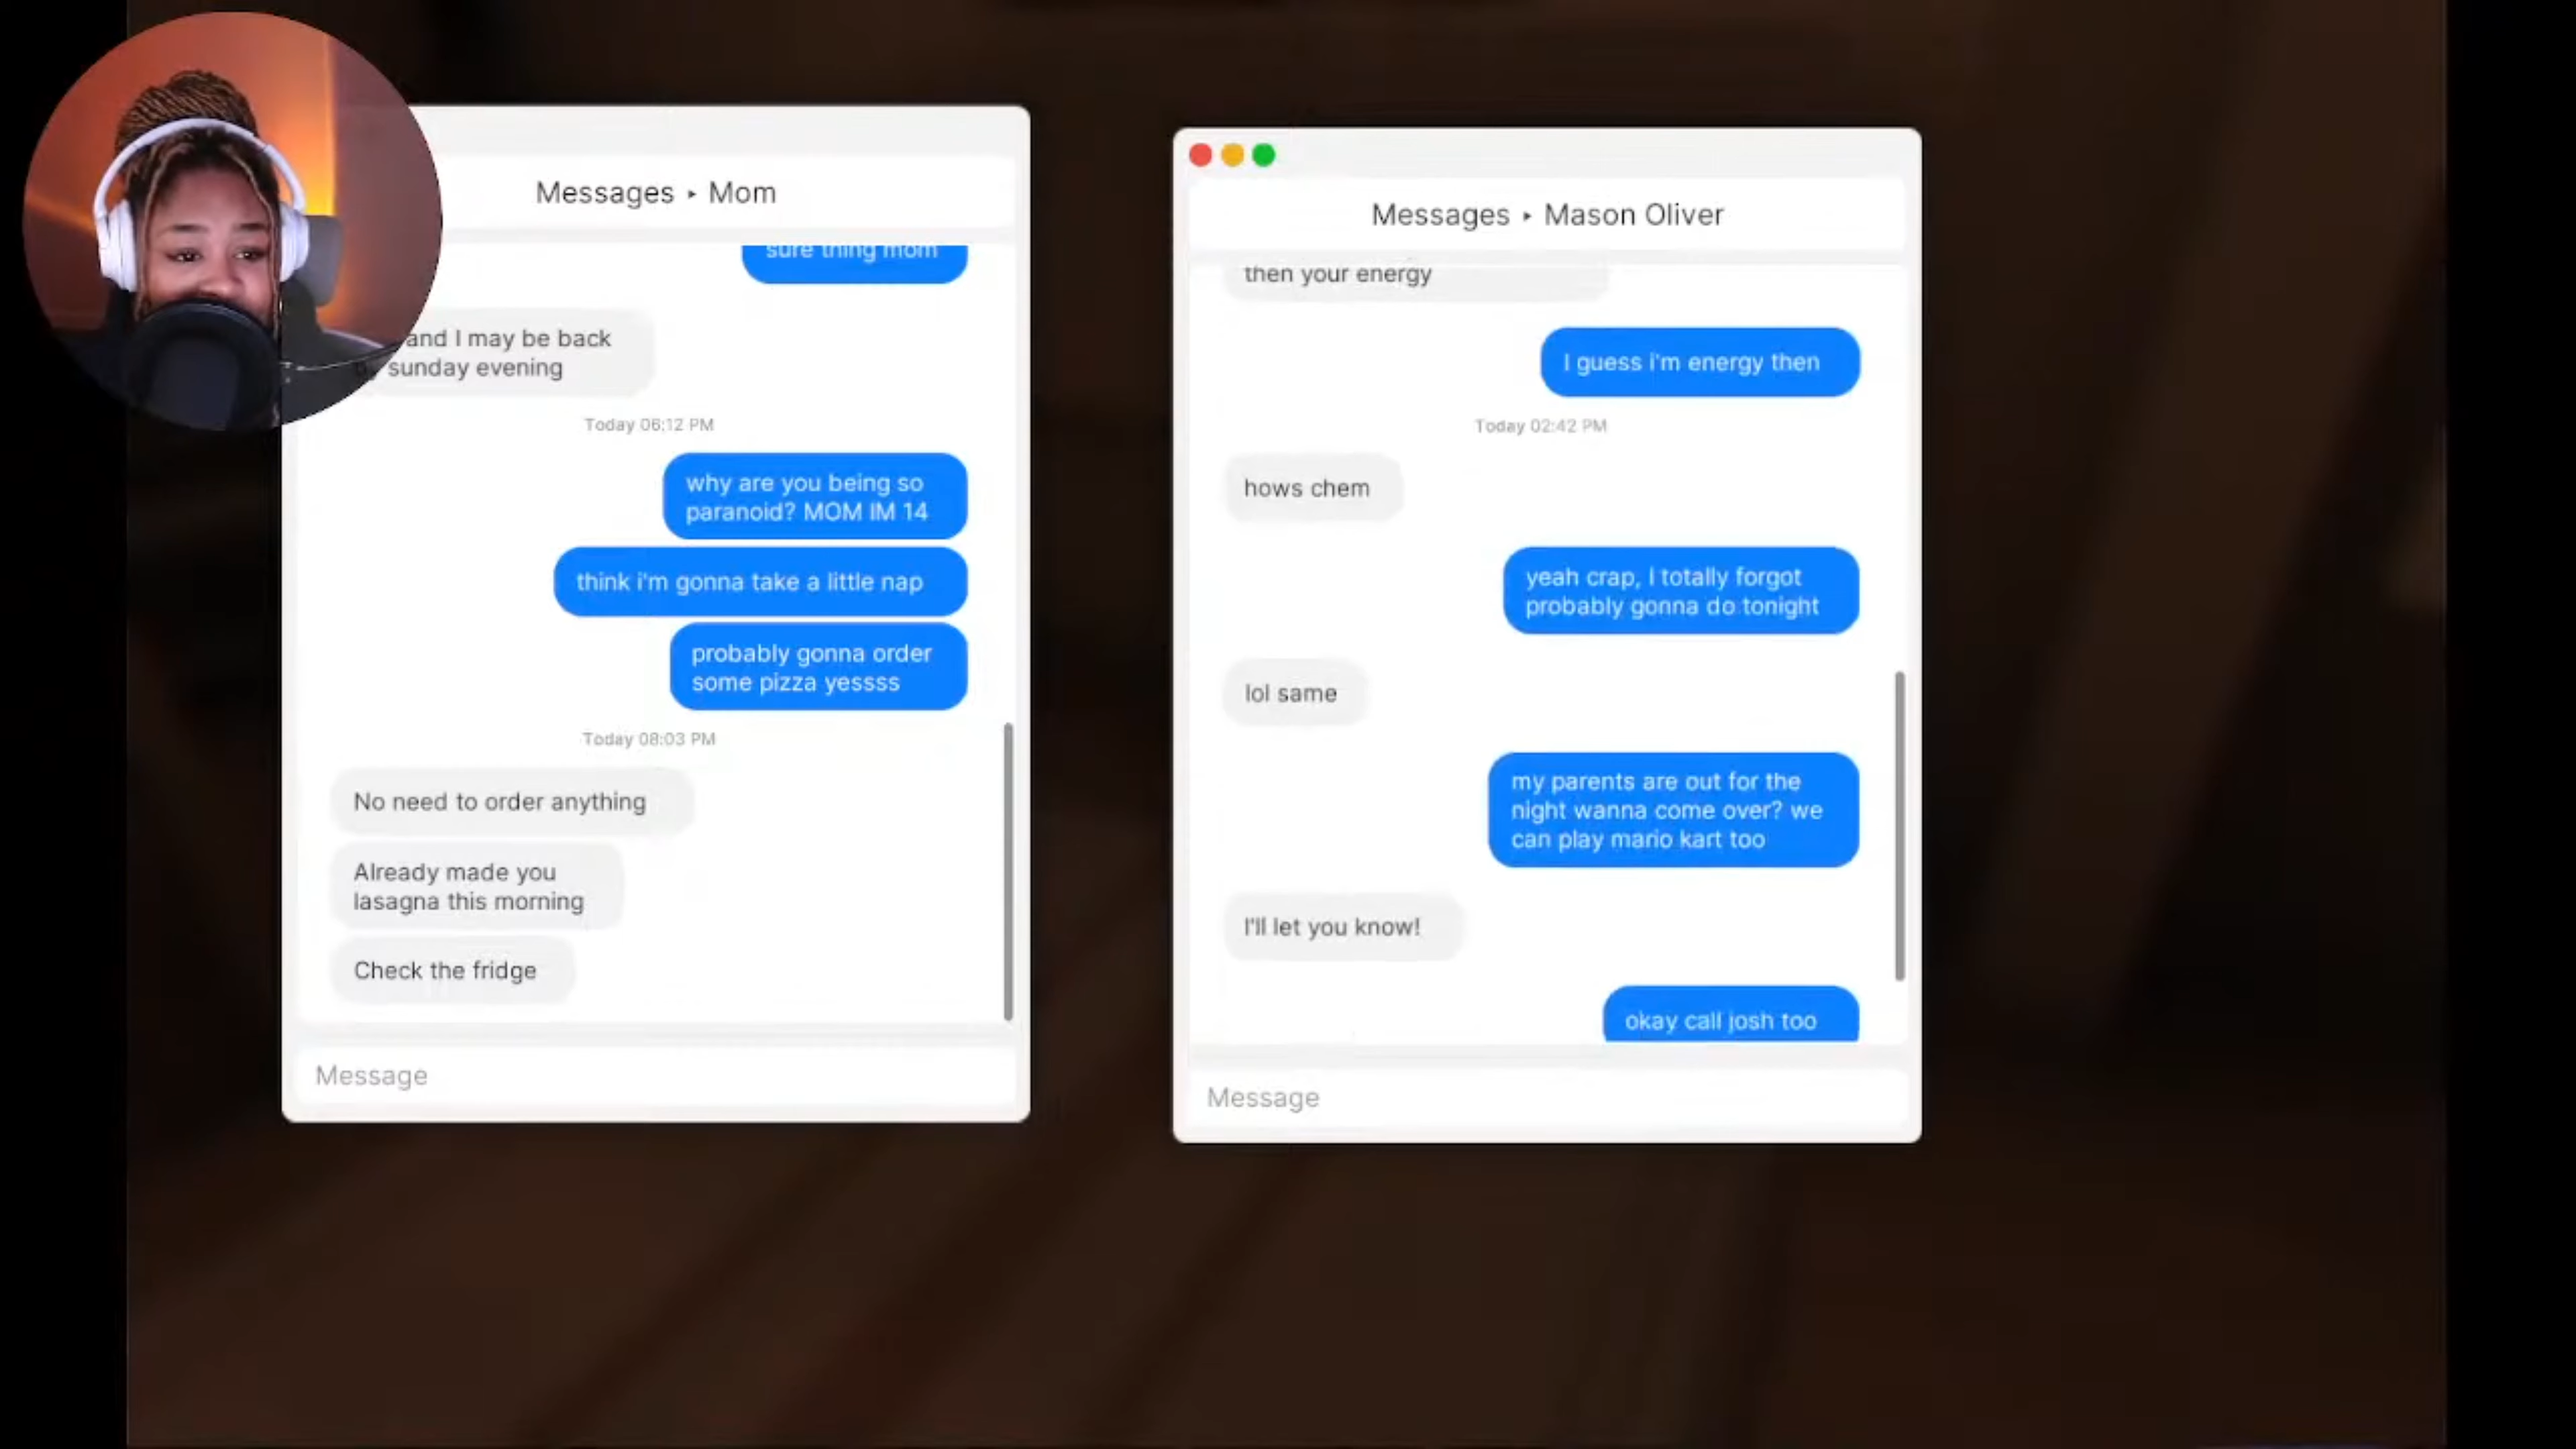 Messages ▸ Mom
sure thing mom
and I may be back
sunday evening
Today 06:12 PM
why are you being so
paranoid? MOM IM 14
think i'm gonna take a little nap
probably gonna order
some pizza yessss
Today 08:03 PM
No need to order anything
Already made you
lasagna this morning
Check the fridge
Message
Messages ▸ Mason Oliver
then your energy
I guess i'm energy then
Today 02:42 PM
hows chem
yeah crap, I totally forgot
probably gonna do tonight
lol same
my parents are out for the
night wanna come over? we
can play mario kart too
I'll let you know!
okay call josh too
Message